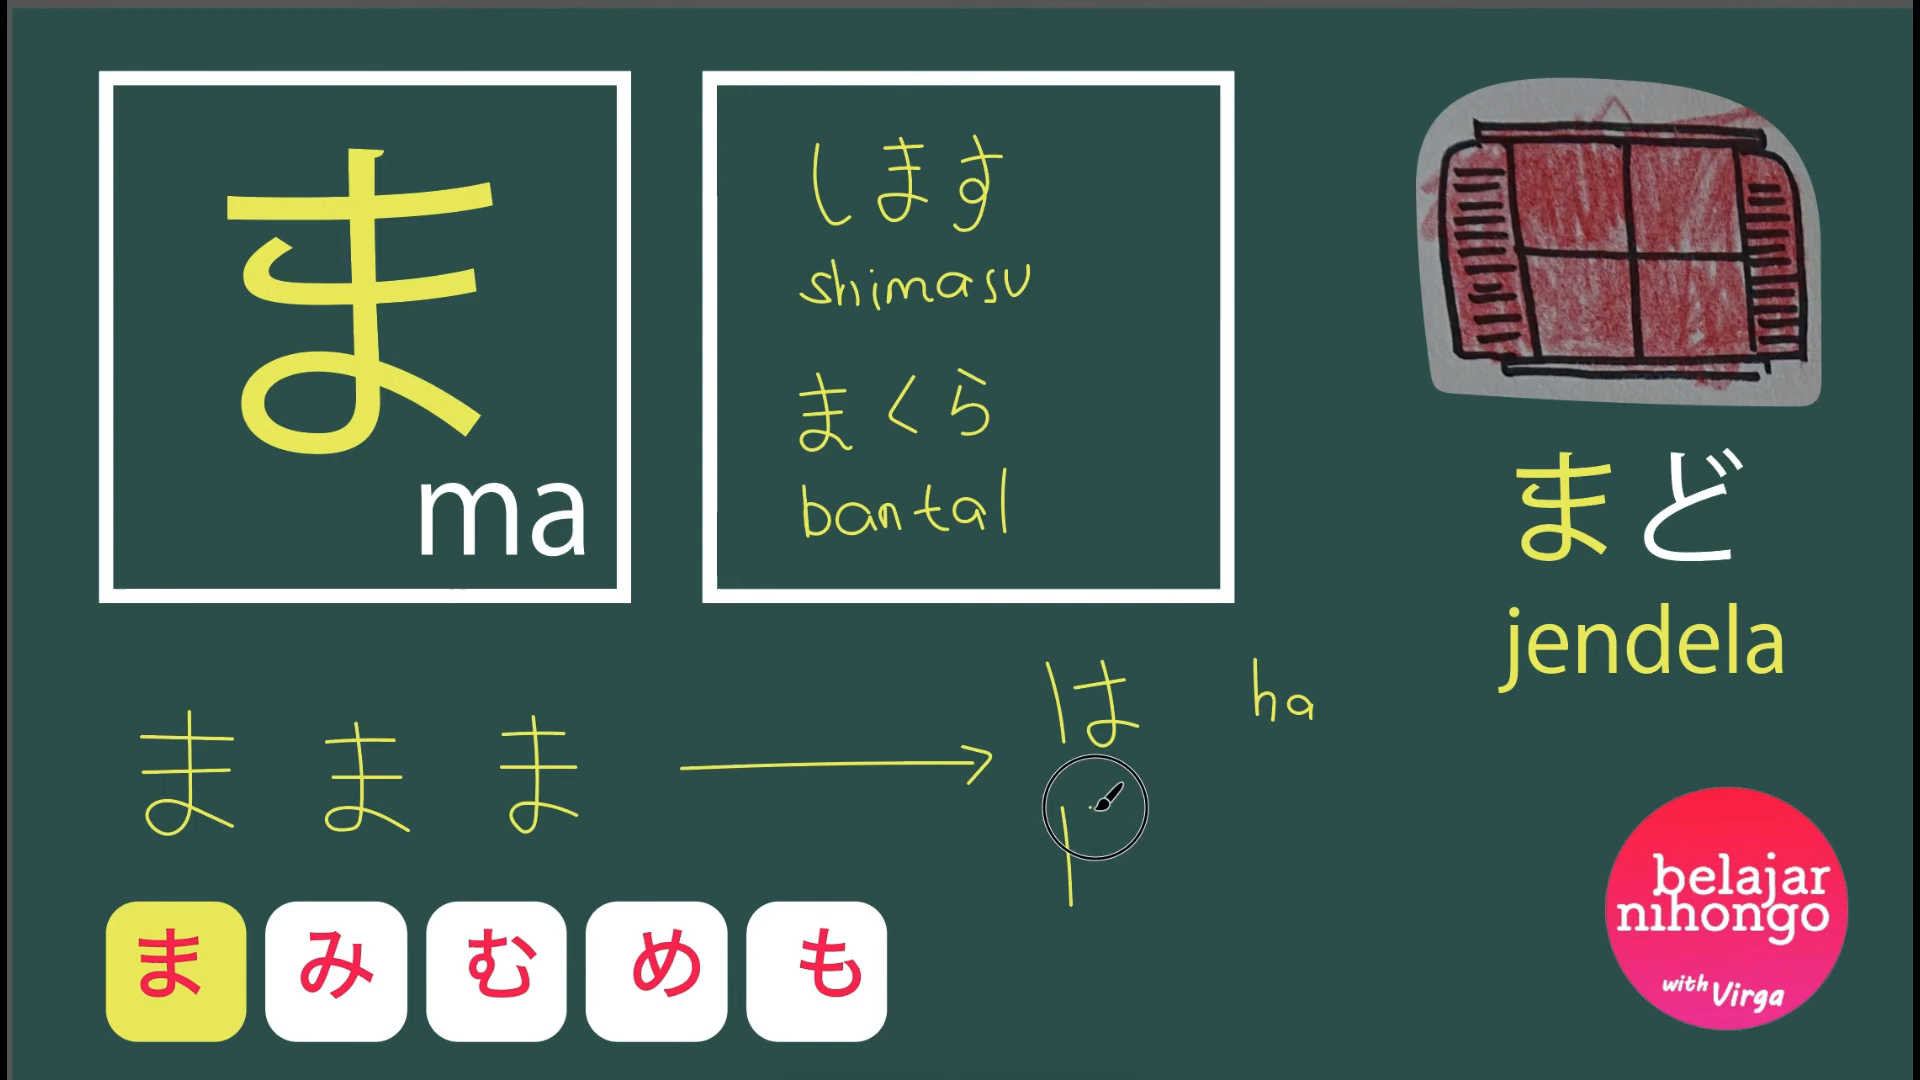 ま
ma
します
shimasu
まくら
bantal
まど
jendela
ま ま ま
は ha
ま み む め も
belajar
nihongo
with Virga